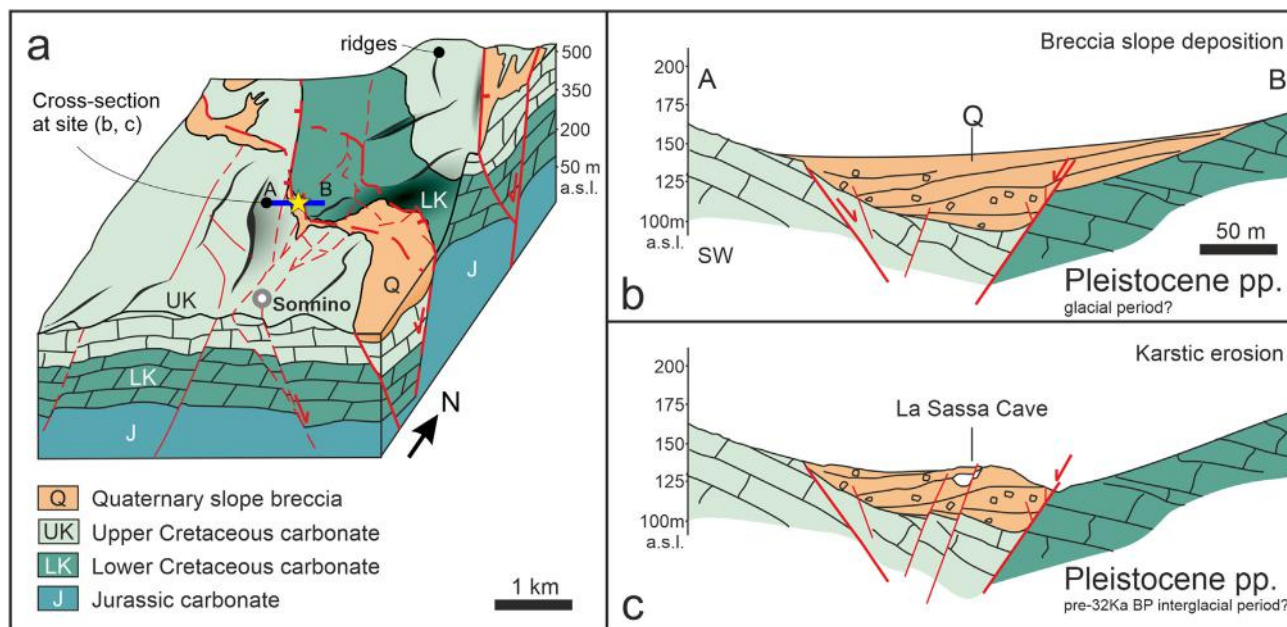 a
ridges
500
350
200
50 m
a.s.l.
Cross-section
at site (b, c)
A
B
LK
UK
Sonnino
Q
J
LK
J
N
Q Quaternary slope breccia
UK Upper Cretaceous carbonate
LK Lower Cretaceous carbonate
J Jurassic carbonate
1 km
Breccia slope deposition
200
A
B
175
Q
150
125
100m
a.s.l.
SW
50 m
b
Pleistocene pp.
glacial period?
Karstic erosion
200
175
La Sassa Cave
150
125
100m
a.s.l.
c
Pleistocene pp.
pre-32Ka BP interglacial period?